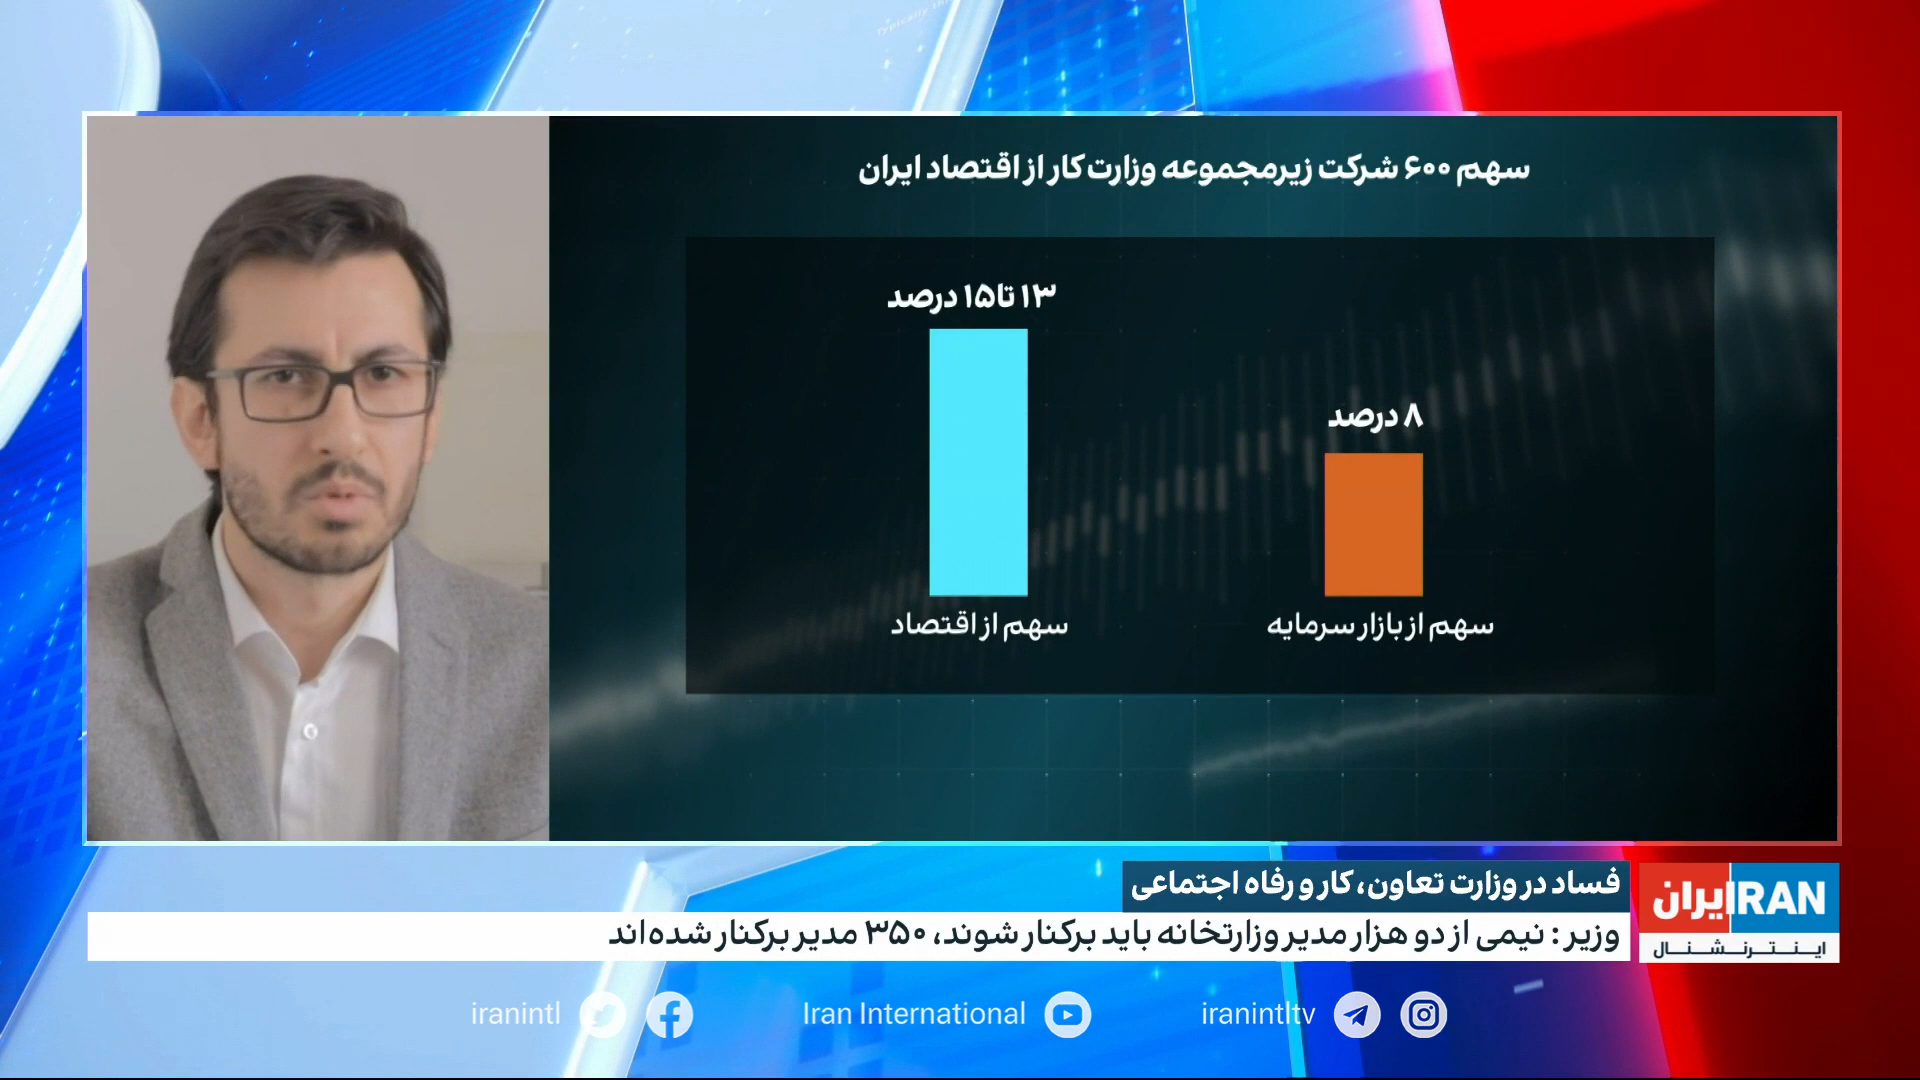 سهم ۶۰۰ شرکت زیرمجموعه وزارت کار از اقتصاد ایران
۱۳ تا ۱۵ درصد
۸ درصد
سهم از اقتصاد
سهم از بازار سرمایه
فساد در وزارت تعاون، کار و رفاه اجتماعی
وزیر : نیمی از دو هزار مدیر وزارتخانه باید برکنار شوند، ۳۵۰ مدیر برکنار شده‌اند
ایران IRAN
اینترنشنال
iranintl
Iran International
iranintltv